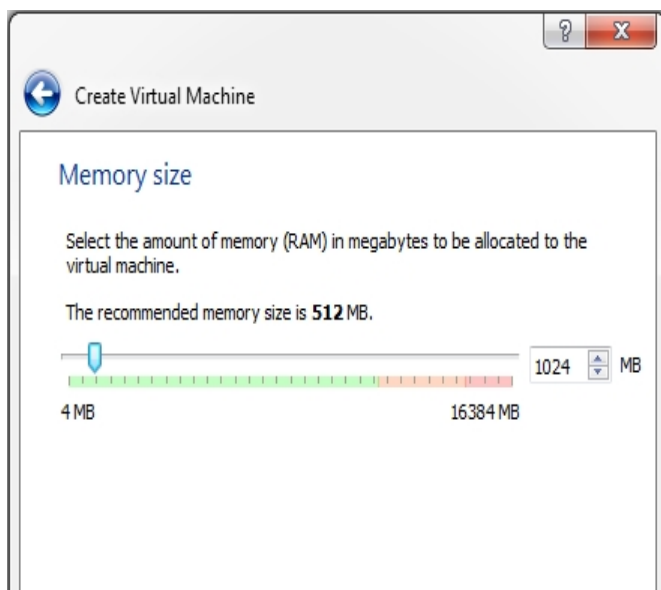 Create Virtual Machine
Memory size
Select the amount of memory (RAM) in megabytes to be allocated to the
virtual machine.
The recommended memory size is 512 MB.
1024 MB
4 MB 16384 MB